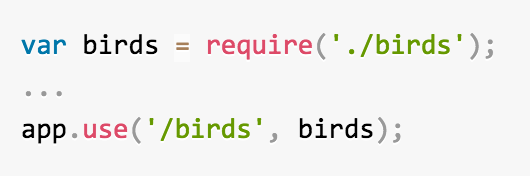 var birds = require('./birds');
...
app.use('/birds', birds);